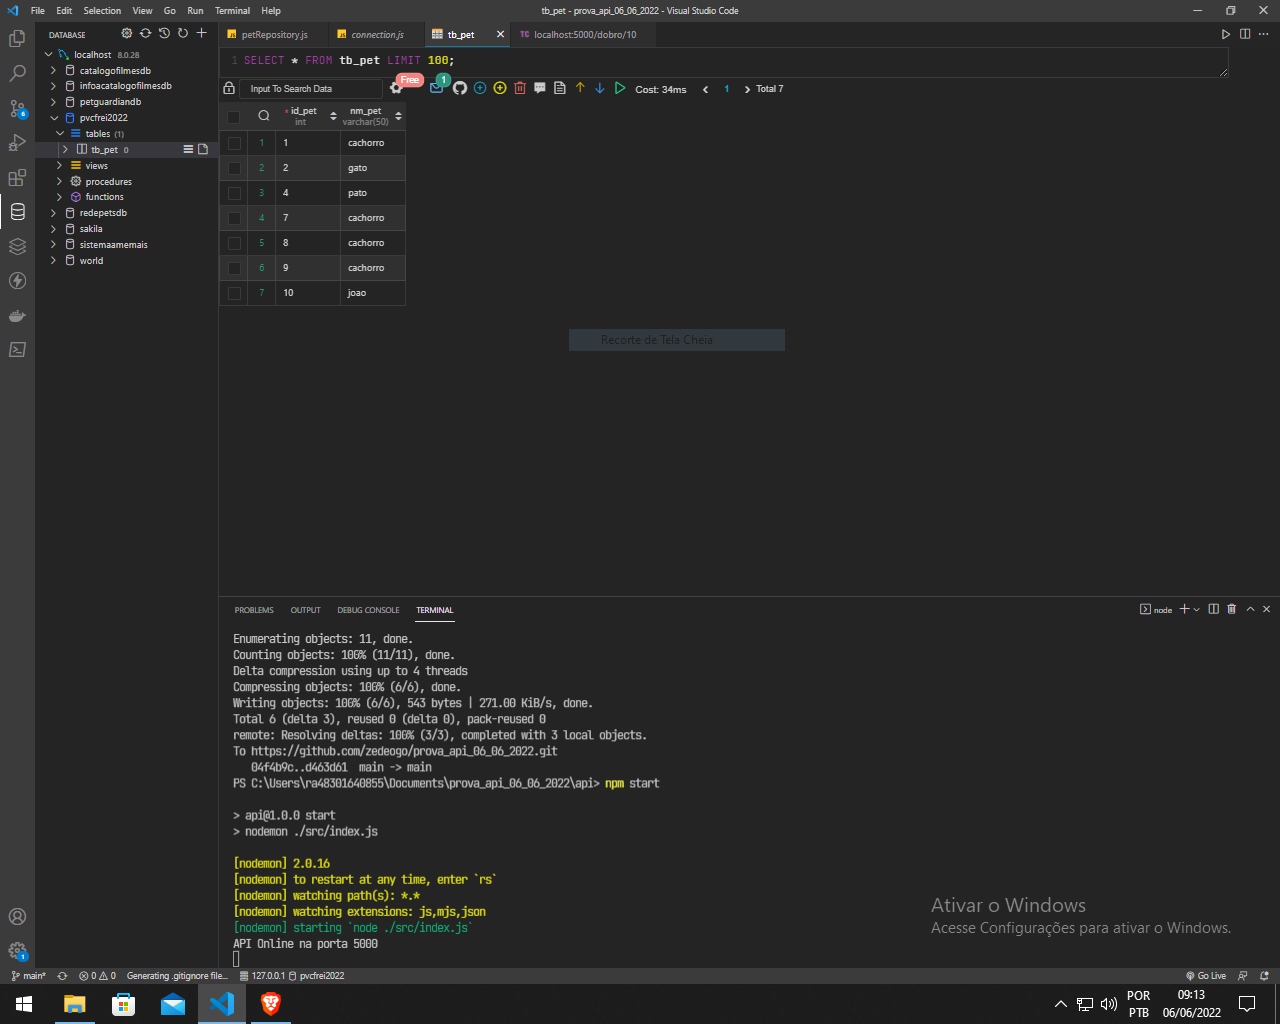 File Edit Selection View Go Run Terminal Help
tb_pet - prova_api_06_06_2022 - Visual Studio Code
DATABASE
petRepository.js
connection.js
tb_pet
TC localhost:5000/dobro/10
localhost 8.0.28
catalogofilmesdb
infoacatalogofilmesdb
petguardiandb
pvcfrei2022
tables (1)
tb_pet 0
views
procedures
functions
redepetsdb
sakila
sistemaamemais
world
1 SELECT * FROM tb_pet LIMIT 100;
Input To Search Data
Free
1
Cost: 34ms
1
Total 7
* id_pet int
nm_pet varchar(50)
1 1 cachorro
2 2 gato
3 4 pato
4 7 cachorro
5 8 cachorro
6 9 cachorro
7 10 joao
Recorte de Tela Cheia
PROBLEMS OUTPUT DEBUG CONSOLE TERMINAL
node
Enumerating objects: 11, done.
Counting objects: 100% (11/11), done.
Delta compression using up to 4 threads
Compressing objects: 100% (6/6), done.
Writing objects: 100% (6/6), 543 bytes | 271.00 KiB/s, done.
Total 6 (delta 3), reused 0 (delta 0), pack-reused 0
remote: Resolving deltas: 100% (3/3), completed with 3 local objects.
To https://github.com/zedeogo/prova_api_06_06_2022.git
04f4b9c..d463d61 main -> main
PS C:\Users\ra48301640855\Documents\prova_api_06_06_2022\api> npm start
> api@1.0.0 start
> nodemon ./src/index.js
[nodemon] 2.0.16
[nodemon] to restart at any time, enter `rs`
[nodemon] watching path(s): *.*
[nodemon] watching extensions: js,mjs,json
[nodemon] starting `node ./src/index.js`
API Online na porta 5000
Ativar o Windows
Acesse Configurações para ativar o Windows.
6
1
main* 0 0 Generating .gitignore file... 127.0.0.1 pvcfrei2022
Go Live
POR
PTB
09:13
06/06/2022